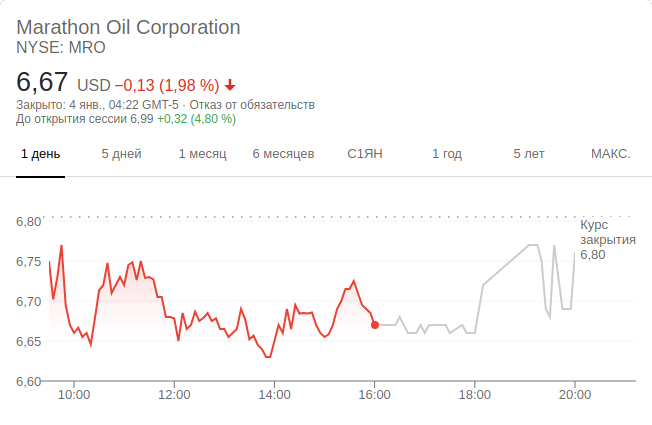 Marathon Oil Corporation
NYSE: MRO
6,67 USD −0,13 (1,98 %)
Закрыто: 4 янв., 04:22 GMT-5 · Отказ от обязательств
До открытия сессии 6,99 +0,32 (4,80 %)
1 день 5 дней 1 месяц 6 месяцев С1ЯН 1 год 5 лет МАКС.
6,80
Курс
закрытия
6,80
6,75
6,70
6,65
6,60
10:00 12:00 14:00 16:00 18:00 20:00